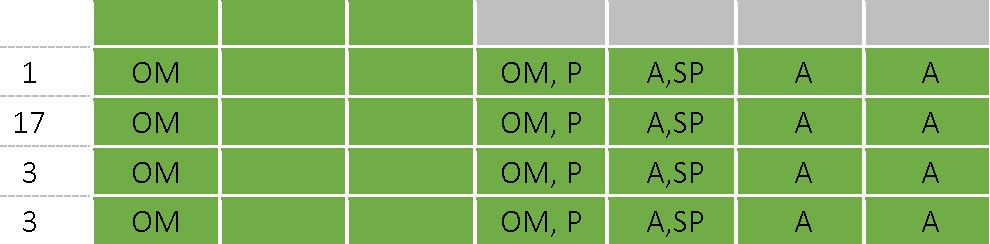 1 OM OM, P A,SP A A
17 OM OM, P A,SP A A
3 OM OM, P A,SP A A
3 OM OM, P A,SP A A